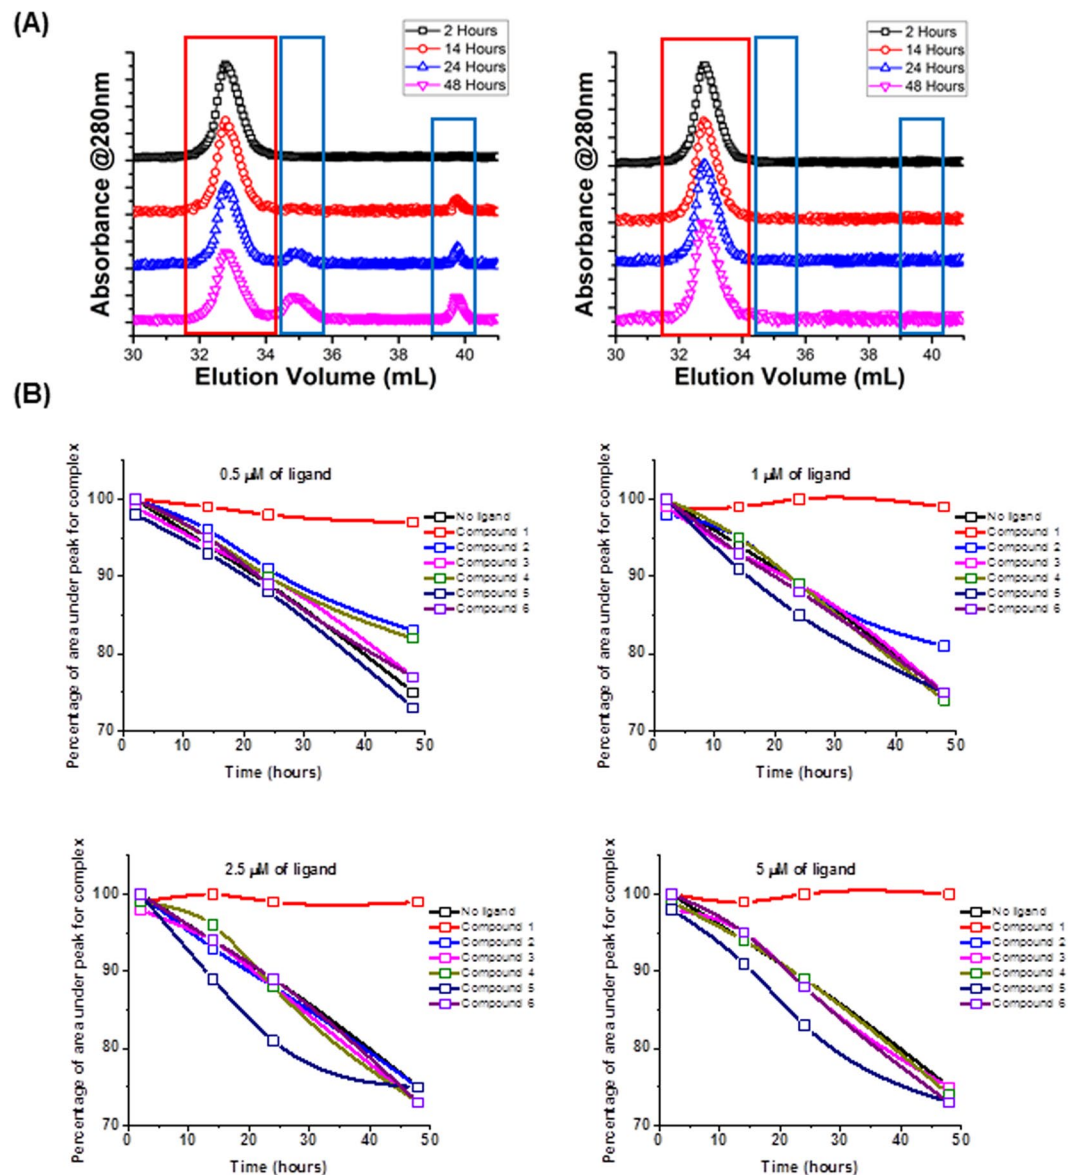 (A)
2 Hours
14 Hours
24 Hours
48 Hours
Absorbance @280nm
30 32 34 36 38 40
Elution Volume (mL)
2 Hours
14 Hours
24 Hours
48 Hours
Absorbance @280nm
30 32 34 36 38 40
Elution Volume (mL)
(B)
0.5 µM of ligand
Percentage of area under peak for complex
100
90
80
70
No ligand
Compound 1
Compound 2
Compound 3
Compound 4
Compound 5
Compound 6
0 10 20 30 40 50
Time (hours)
1 µM of ligand
Percentage of area under peak for complex
100
90
80
70
No ligand
Compound 1
Compound 2
Compound 3
Compound 4
Compound 5
Compound 6
0 10 20 30 40 50
Time (hours)
2.5 µM of ligand
Percentage of area under peak for complex
100
90
80
70
No ligand
Compound 1
Compound 2
Compound 3
Compound 4
Compound 5
Compound 6
0 10 20 30 40 50
Time (hours)
5 µM of ligand
Percentage of area under peak for complex
100
90
80
70
No ligand
Compound 1
Compound 2
Compound 3
Compound 4
Compound 5
Compound 6
0 10 20 30 40 50
Time (hours)